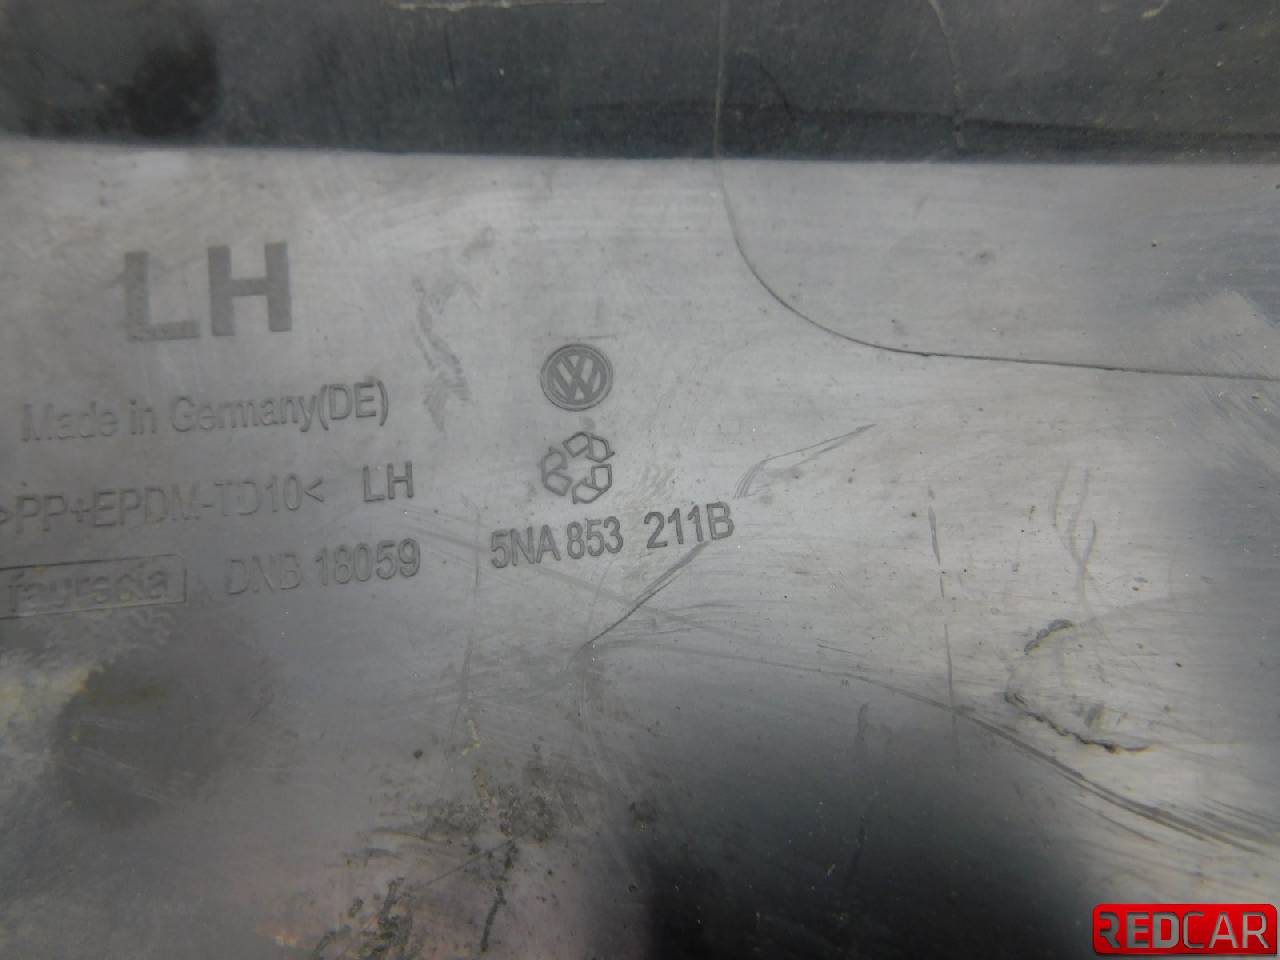 LH
Made in Germany(DE)
>PP+EPDM-TD10< LH
faurecia DNB 18059
5NA 853 211B
REDCAR